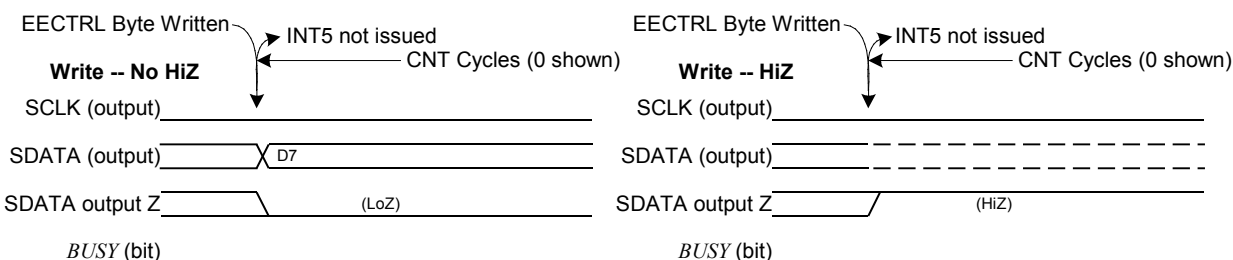 EECTRL Byte Written
INT5 not issued
CNT Cycles (0 shown)
Write -- No HiZ
SCLK (output)
SDATA (output)
D7
SDATA output Z
(LoZ)
BUSY (bit)
EECTRL Byte Written
INT5 not issued
CNT Cycles (0 shown)
Write -- HiZ
SCLK (output)
SDATA (output)
SDATA output Z
(HiZ)
BUSY (bit)